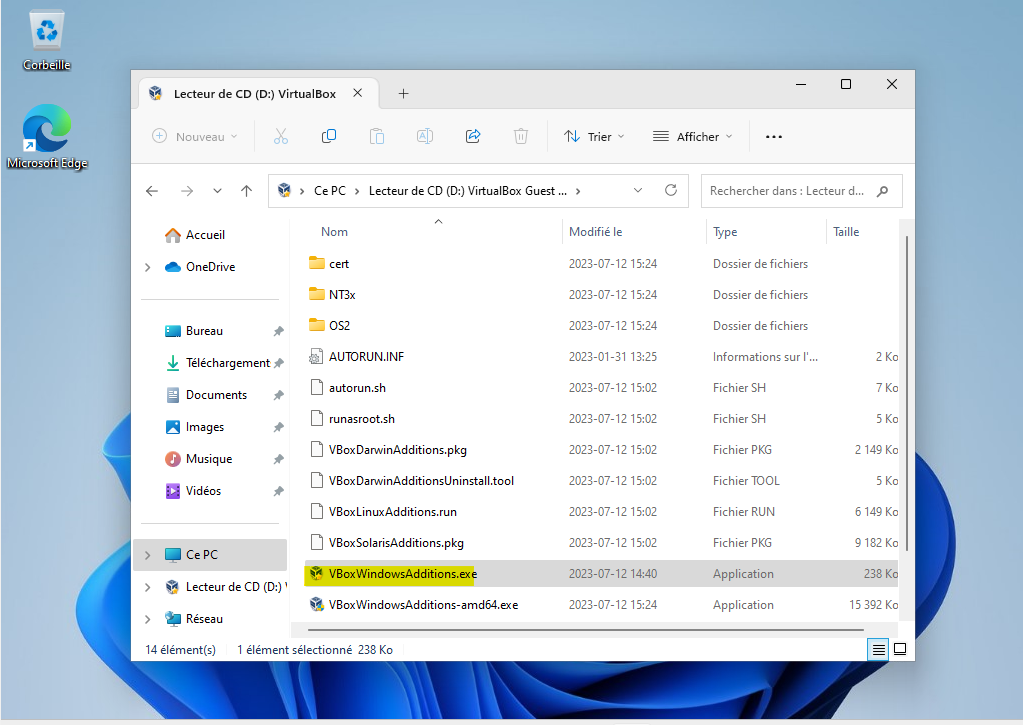 Corbeille
Microsoft Edge
Lecteur de CD (D:) VirtualBox
Nouveau
Trier
Afficher
Ce PC > Lecteur de CD (D:) VirtualBox Guest ... >
Rechercher dans : Lecteur d...
Accueil
OneDrive
Bureau
Téléchargement
Documents
Images
Musique
Vidéos
Ce PC
Lecteur de CD (D:)
Réseau
Nom Modifié le Type Taille
cert 2023-07-12 15:24 Dossier de fichiers
NT3x 2023-07-12 15:24 Dossier de fichiers
OS2 2023-07-12 15:24 Dossier de fichiers
AUTORUN.INF 2023-01-31 13:25 Informations sur l'... 2 Ko
autorun.sh 2023-07-12 15:02 Fichier SH 7 Ko
runasroot.sh 2023-07-12 15:02 Fichier SH 5 Ko
VBoxDarwinAdditions.pkg 2023-07-12 15:02 Fichier PKG 2 149 Ko
VBoxDarwinAdditionsUninstall.tool 2023-07-12 15:02 Fichier TOOL 5 Ko
VBoxLinuxAdditions.run 2023-07-12 15:02 Fichier RUN 6 149 Ko
VBoxSolarisAdditions.pkg 2023-07-12 15:02 Fichier PKG 9 182 Ko
VBoxWindowsAdditions.exe 2023-07-12 14:40 Application 238 Ko
VBoxWindowsAdditions-amd64.exe 2023-07-12 15:24 Application 15 392 Ko
14 élément(s) 1 élément sélectionné 238 Ko